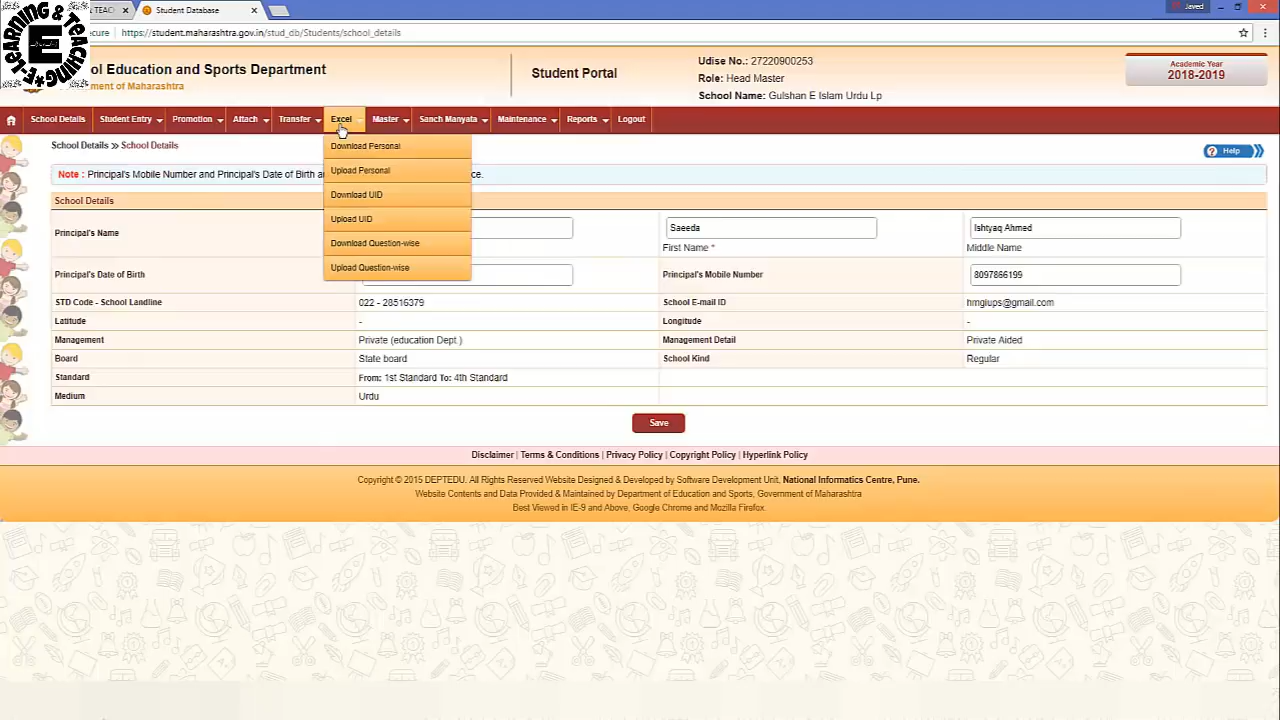 TEAC
Student Database
Javed
E-LEARNING & TEACHING
E
cure
https://student.maharashtra.gov.in/stud_db/Students/school_details
ol Education and Sports Department
ment of Maharashtra
Student Portal
Udise No.: 27220900253
Role: Head Master
School Name: Gulshan E Islam Urdu Lp
Academic Year
2018-2019
School Details Student Entry Promotion Attach Transfer Excel Master Sanch Manyata Maintenance Reports Logout
Download Personal
Upload Personal
Download UID
Upload UID
Download Question-wise
Upload Question-wise
School Details » School Details
Help
Note : Principal's Mobile Number and Principal's Date of Birth a ce.
School Details
Principal's Name Saeeda Ishtyaq Ahmed
First Name * Middle Name
Principal's Date of Birth Principal's Mobile Number 8097866199
STD Code - School Landline 022 - 28516379 School E-mail ID hmgiups@gmail.com
Latitude - Longitude -
Management Private (education Dept.) Management Detail Private Aided
Board State board School Kind Regular
Standard From: 1st Standard To: 4th Standard
Medium Urdu
Save
Disclaimer | Terms & Conditions | Privacy Policy | Copyright Policy | Hyperlink Policy
Copyright © 2015 DEPTEDU. All Rights Reserved Website Designed & Developed by Software Development Unit, National Informatics Centre, Pune.
Website Contents and Data Provided & Maintained by Department of Education and Sports, Government of Maharashtra
Best Viewed in IE-9 and Above, Google Chrome and Mozilla Firefox.